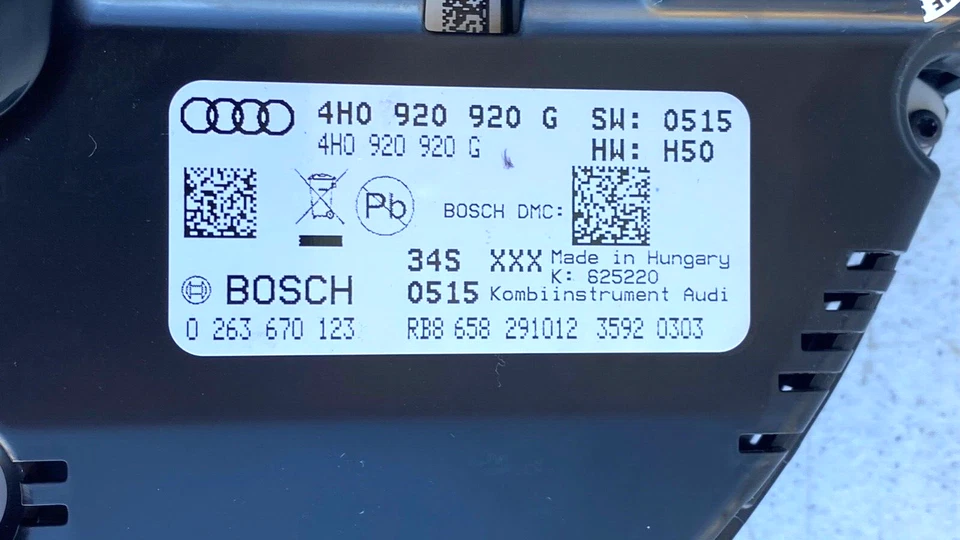 4H0 920 920 G SW: 0515
4H0 920 920 G HW: H50
Pb BOSCH DMC:
34S XXX Made in Hungary
K: 625220
BOSCH 0515 Kombiinstrument Audi
0 263 670 123 RB8 658 291012 3592 0303